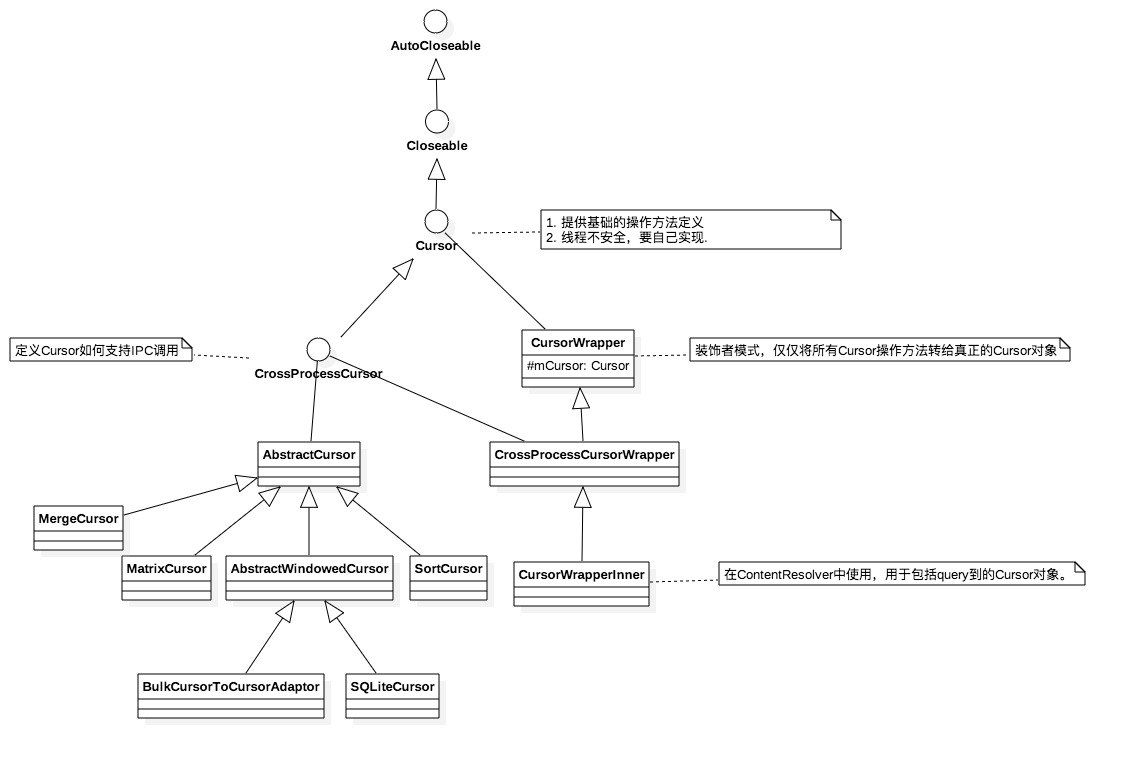 AutoCloseable
Closeable
Cursor
1. 提供基础的操作方法定义
2. 线程不安全，要自己实现.
定义Cursor如何支持IPC调用
CrossProcessCursor
CursorWrapper
#mCursor: Cursor
装饰者模式，仅仅将所有Cursor操作方法转给真正的Cursor对象
AbstractCursor
CrossProcessCursorWrapper
MergeCursor
MatrixCursor
AbstractWindowedCursor
SortCursor
CursorWrapperInner
在ContentResolver中使用，用于包括query到的Cursor对象。
BulkCursorToCursorAdaptor
SQLiteCursor